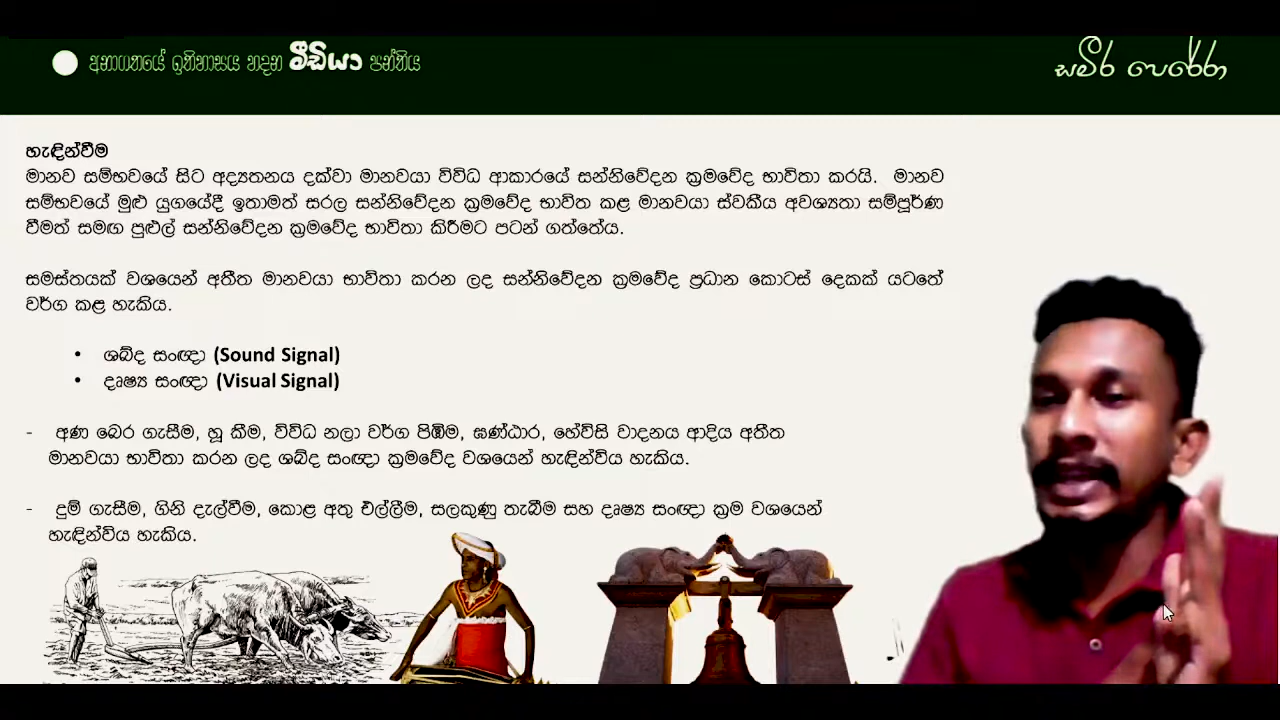 අනාගතයේ ඉතිහාසය හදන මීඩියා පන්තිය
සමීර පෙරේරා
හැඳින්වීම
මානව සම්භවයේ සිට අද්‍යතනය දක්වා මානවයා විවිධ ආකාරයේ සන්නිවේදන ක්‍රමවේද භාවිතා කරයි. මානව
සම්භවයේ මුළු යුගයේදී ඉතාමත් සරල සන්නිවේදන ක්‍රමවේද භාවිත කළ මානවයා ස්වකීය අවශ්‍යතා සම්පූර්ණ
වීමත් සමඟ පුළුල් සන්නිවේදන ක්‍රමවේද භාවිතා කිරීමට පටන් ගත්තේය.
සමස්තයක් වශයෙන් අතීත මානවයා භාවිතා කරන ලද සන්නිවේදන ක්‍රමවේද ප්‍රධාන කොටස් දෙකක් යටතේ
වර්ග කළ හැකිය.
• ශබ්ද සංඥා (Sound Signal)
• දෘෂ්‍ය සංඥා (Visual Signal)
- අණ බෙර ගැසීම, හූ කීම, විවිධ නලා වර්ග පිඹීම, ඝණ්ඨාර, හේවිසි වාදනය ආදිය අතීත
මානවයා භාවිතා කරන ලද ශබ්ද සංඥා ක්‍රමවේද වශයෙන් හැඳින්විය හැකිය.
- දුම් ගැසීම, ගිනි දැල්වීම, කොළ අතු එල්ලීම, සලකුණු තැබීම සහ දෘෂ්‍ය සංඥා ක්‍රම වශයෙන්
හැඳින්විය හැකිය.